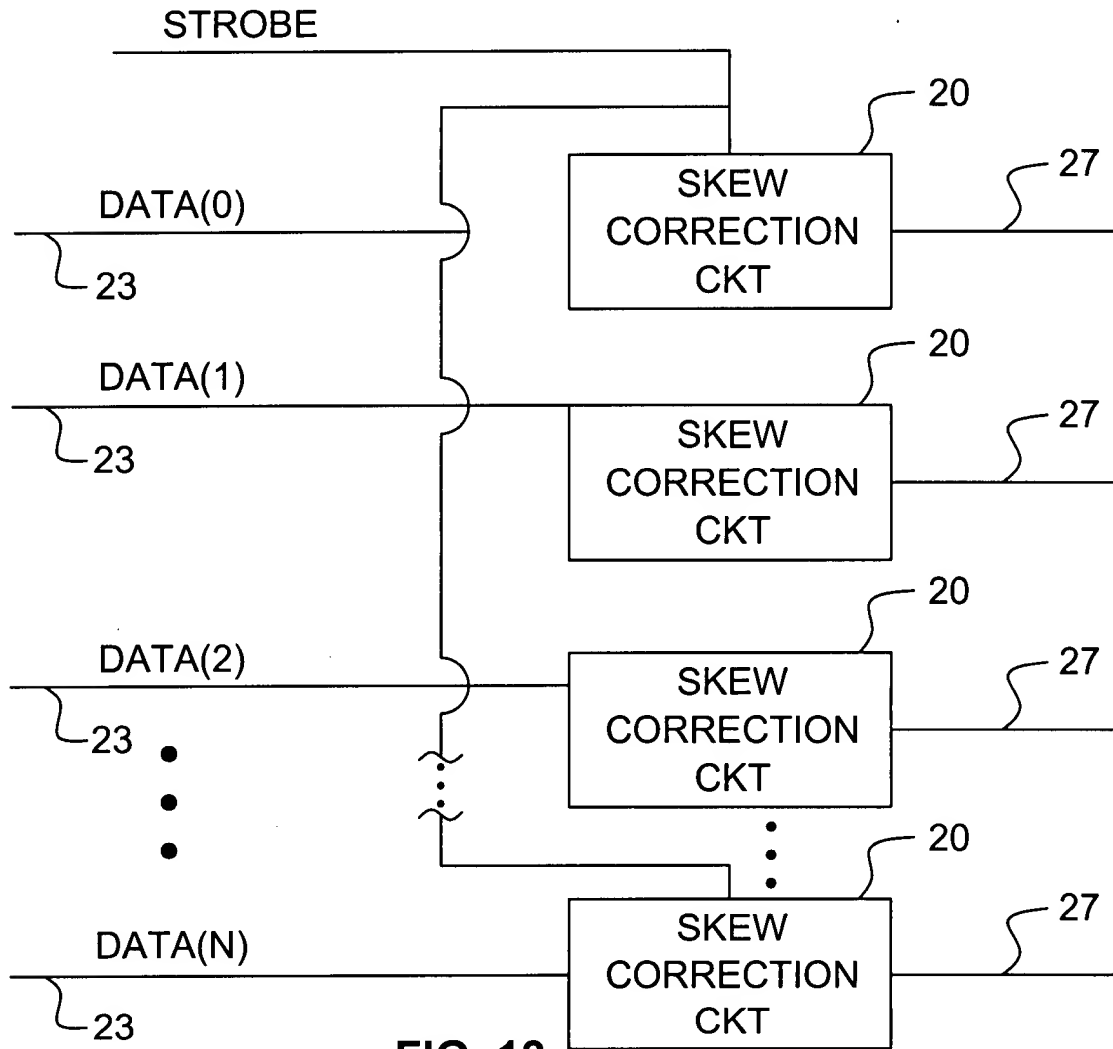 STROBE
20
SKEW
CORRECTION
CKT
27
DATA(0)
23
20
DATA(1)
SKEW
CORRECTION
CKT
27
23
20
DATA(2)
SKEW
CORRECTION
CKT
27
23
20
DATA(N)
SKEW
CORRECTION
CKT
27
23